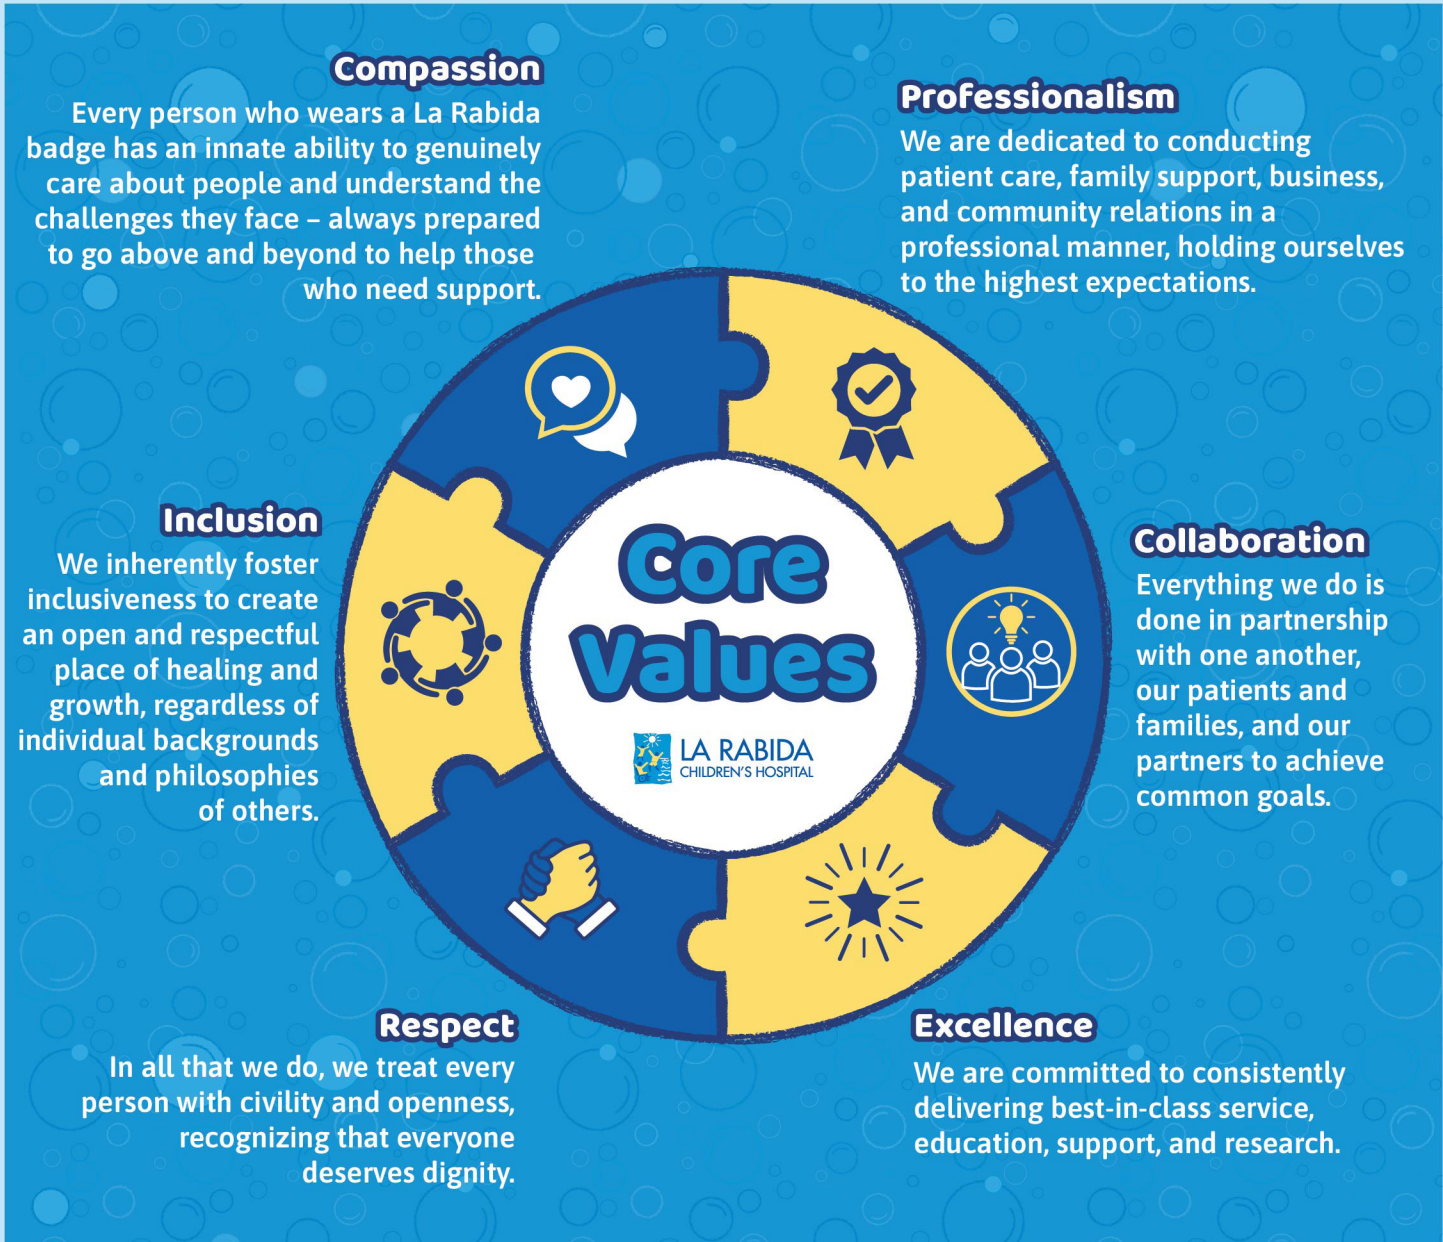 Compassion
Every person who wears a La Rabida
badge has an innate ability to genuinely
care about people and understand the
challenges they face – always prepared
to go above and beyond to help those
who need support.
Professionalism
We are dedicated to conducting
patient care, family support, business,
and community relations in a
professional manner, holding ourselves
to the highest expectations.
Inclusion
We inherently foster
inclusiveness to create
an open and respectful
place of healing and
growth, regardless of
individual backgrounds
and philosophies
of others.
Core
Values
LA RABIDA
CHILDREN'S HOSPITAL
Collaboration
Everything we do is
done in partnership
with one another,
our patients and
families, and our
partners to achieve
common goals.
Respect
In all that we do, we treat every
person with civility and openness,
recognizing that everyone
deserves dignity.
Excellence
We are committed to consistently
delivering best-in-class service,
education, support, and research.